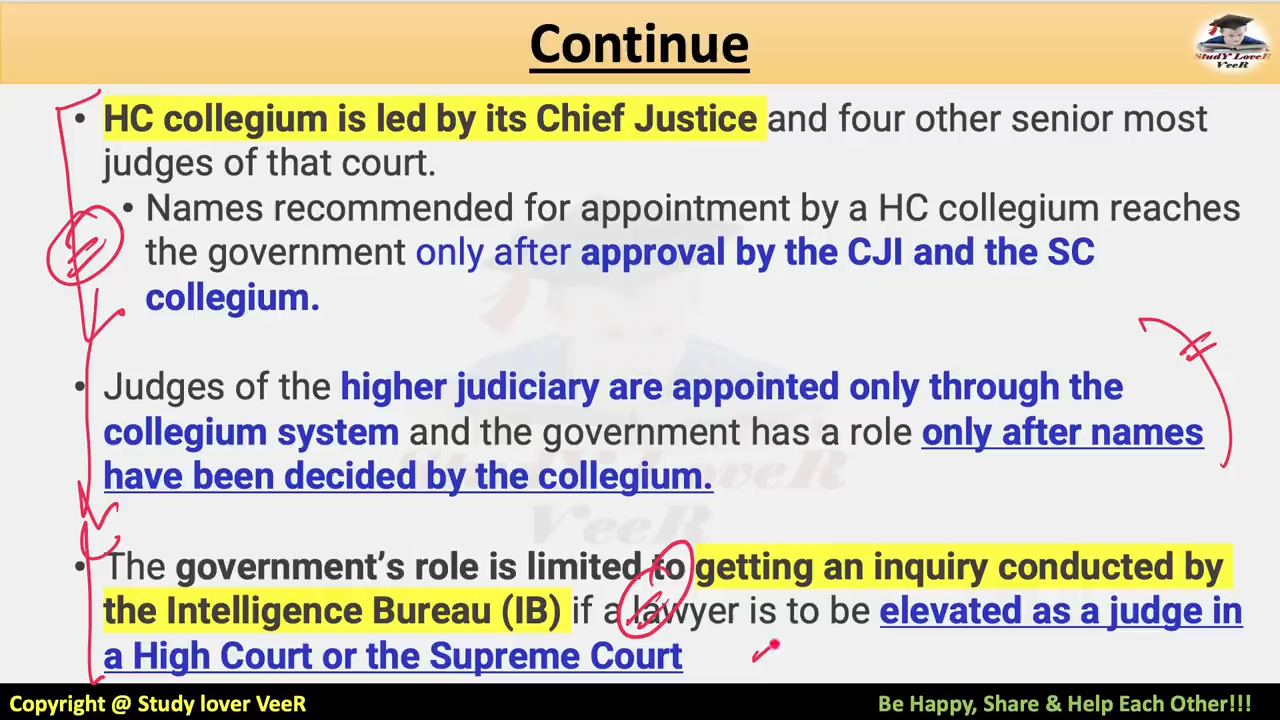 Continue
StudY LoveR
VeeR
• HC collegium is led by its Chief Justice and four other senior most
judges of that court.
• Names recommended for appointment by a HC collegium reaches
the government only after approval by the CJI and the SC
collegium.
• Judges of the higher judiciary are appointed only through the
collegium system and the government has a role only after names
have been decided by the collegium.
StudY LoveR
VeeR
• The government’s role is limited to getting an inquiry conducted by
the Intelligence Bureau (IB) if a lawyer is to be elevated as a judge in
a High Court or the Supreme Court
Copyright @ Study lover VeeR
Be Happy, Share & Help Each Other!!!